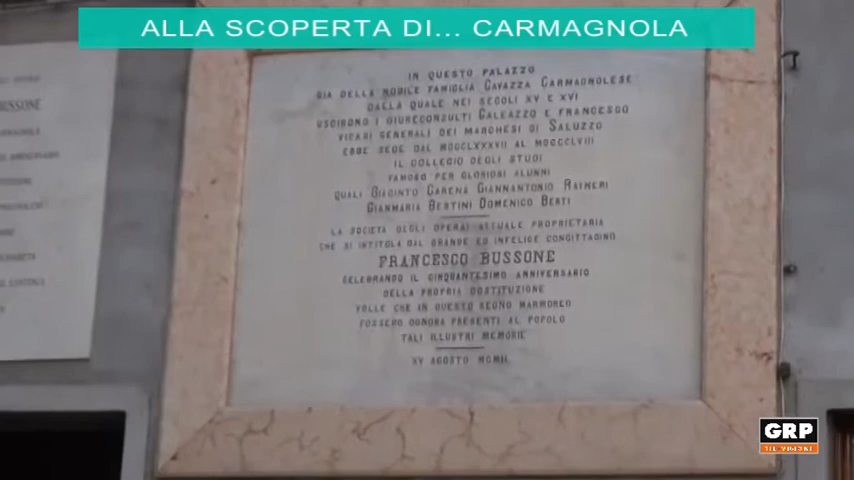 ALLA SCOPERTA DI... CARMAGNOLA
IN QUESTO PALAZZO
GIA DELLA NOBILE FAMIGLIA CAVAZZA CARMAGNOLESE
DALLA QUALE NEI SECOLI XV E XVI
USCIRONO I GIURECONSULTI GALEAZZO E FRANCESCO
VICARI GENERALI DEI MARCHESI DI SALUZZO
EBBE SEDE DAL MDCCLXXXVII AL MDCCCLVIII
IL COLLEGIO DEGLI STUDI
FAMOSO PER GLORIOSI ALUNNI
QUALI GIACINTO CARENA GIANNANTONIO RAINERI
GIANMARIA BERTINI DOMENICO BERTI
LA SOCIETÀ DEGLI OPERAI ATTUALE PROPRIETARIA
CHE SI INTITOLA DAL GRANDE ED INFELICE CONCITTADINO
FRANCESCO BUSSONE
CELEBRANDO IL CINQUANTESIMO ANNIVERSARIO
DELLA PROPRIA COSTITUZIONE
VOLLE CHE IN QUESTO SEGNO MARMOREO
FOSSERO OGNORA PRESENTI AL POPOLO
TALI ILLUSTRI MEMORIE
XV AGOSTO MCMII
BUSSONE
GRP
TELEVISIONE